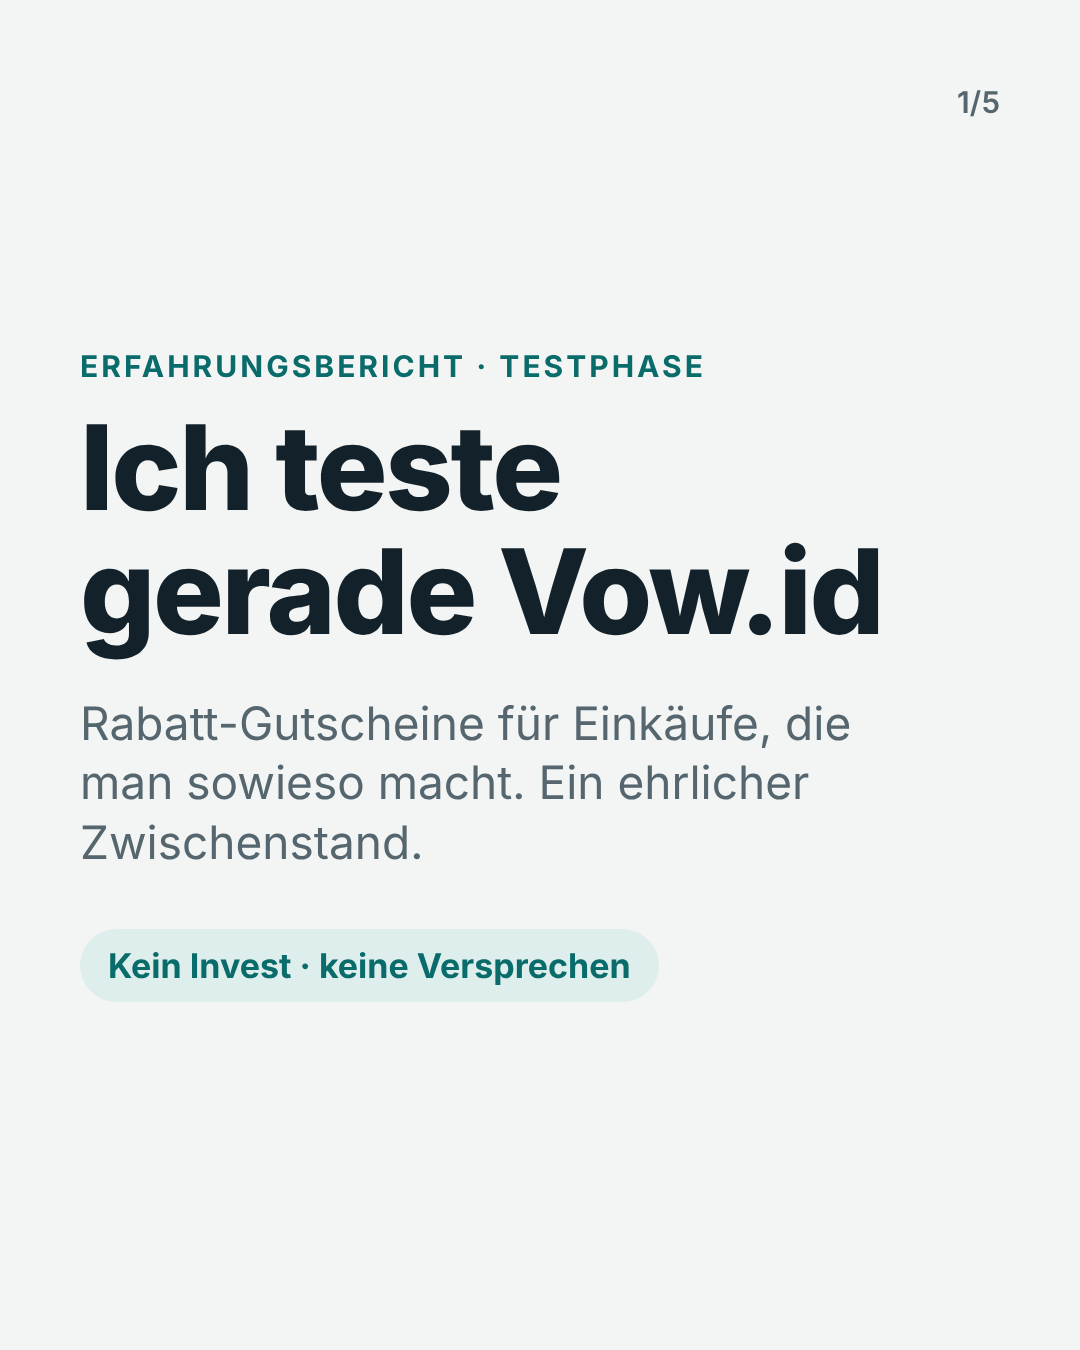 1/5
ERFAHRUNGSBERICHT · TESTPHASE
Ich teste
gerade Vow.id
Rabatt-Gutscheine für Einkäufe, die
man sowieso macht. Ein ehrlicher
Zwischenstand.
Kein Invest · keine Versprechen